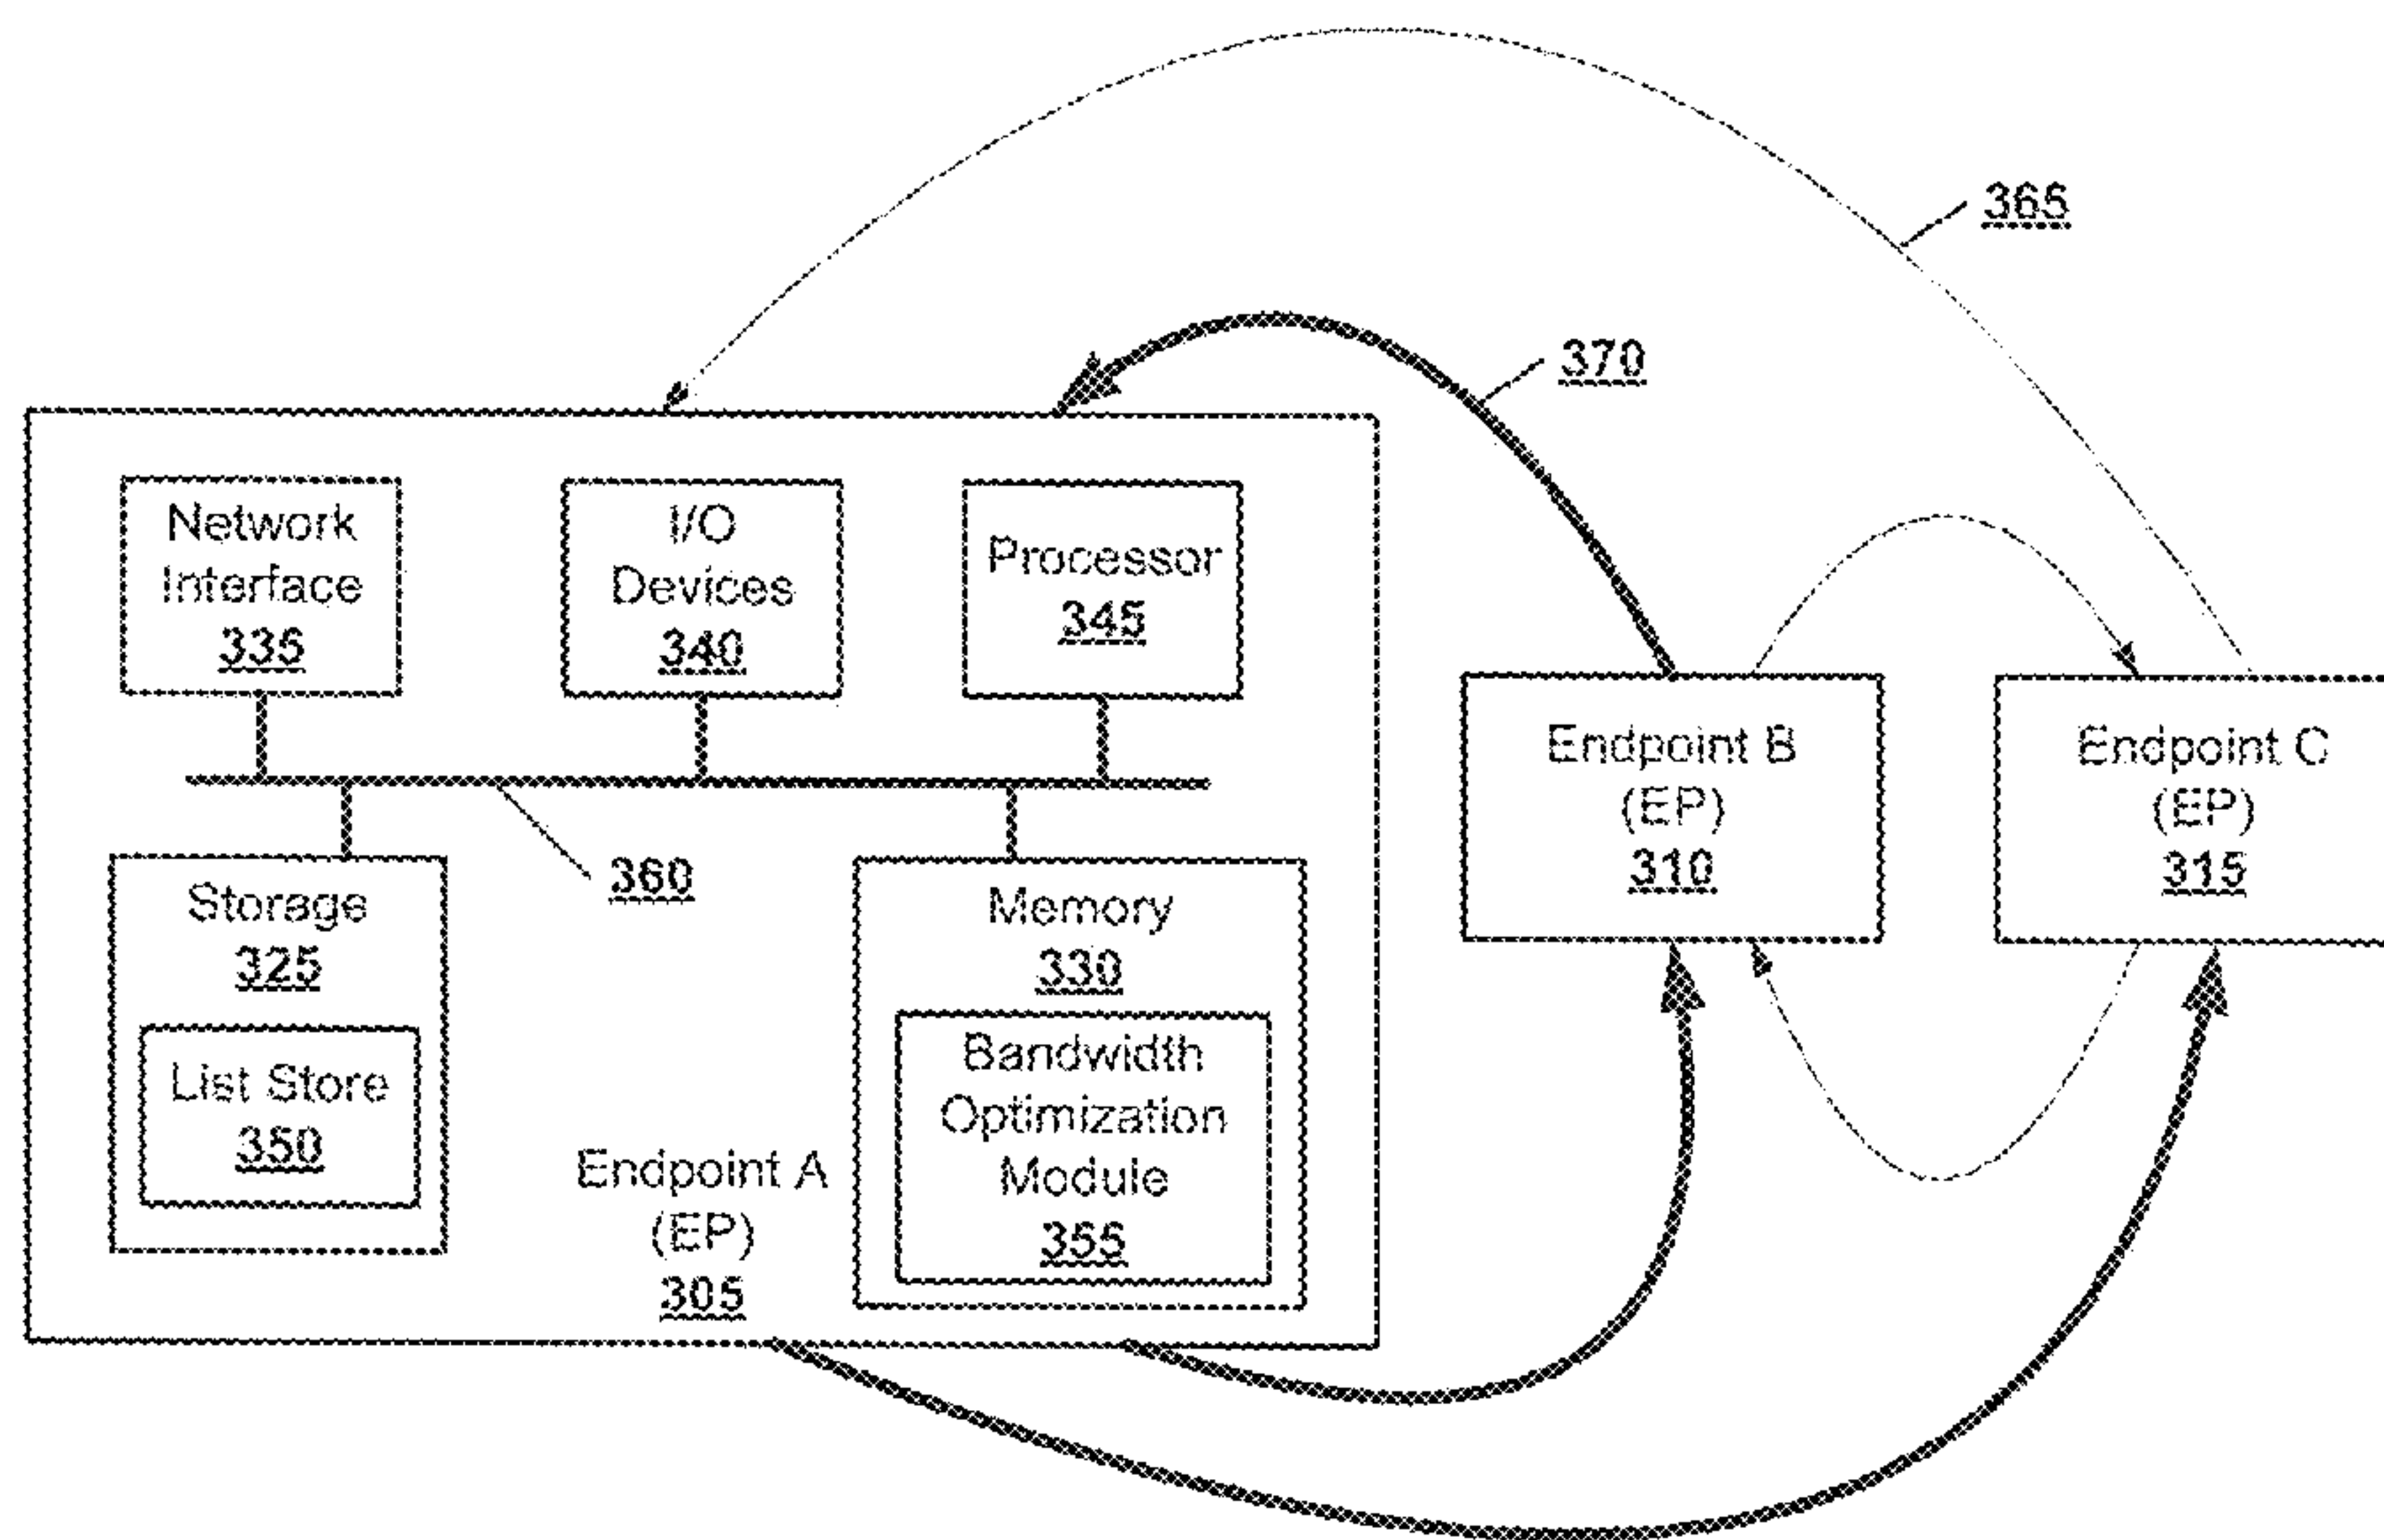 365
370
Network
Interface
335
I/O
Devices
340
Processor
345
360
Storage
325
List Store
350
Memory
330
Bandwidth
Optimization
Module
355
Endpoint A
(EP)
305
Endpoint B
(EP)
310
Endpoint C
(EP)
315